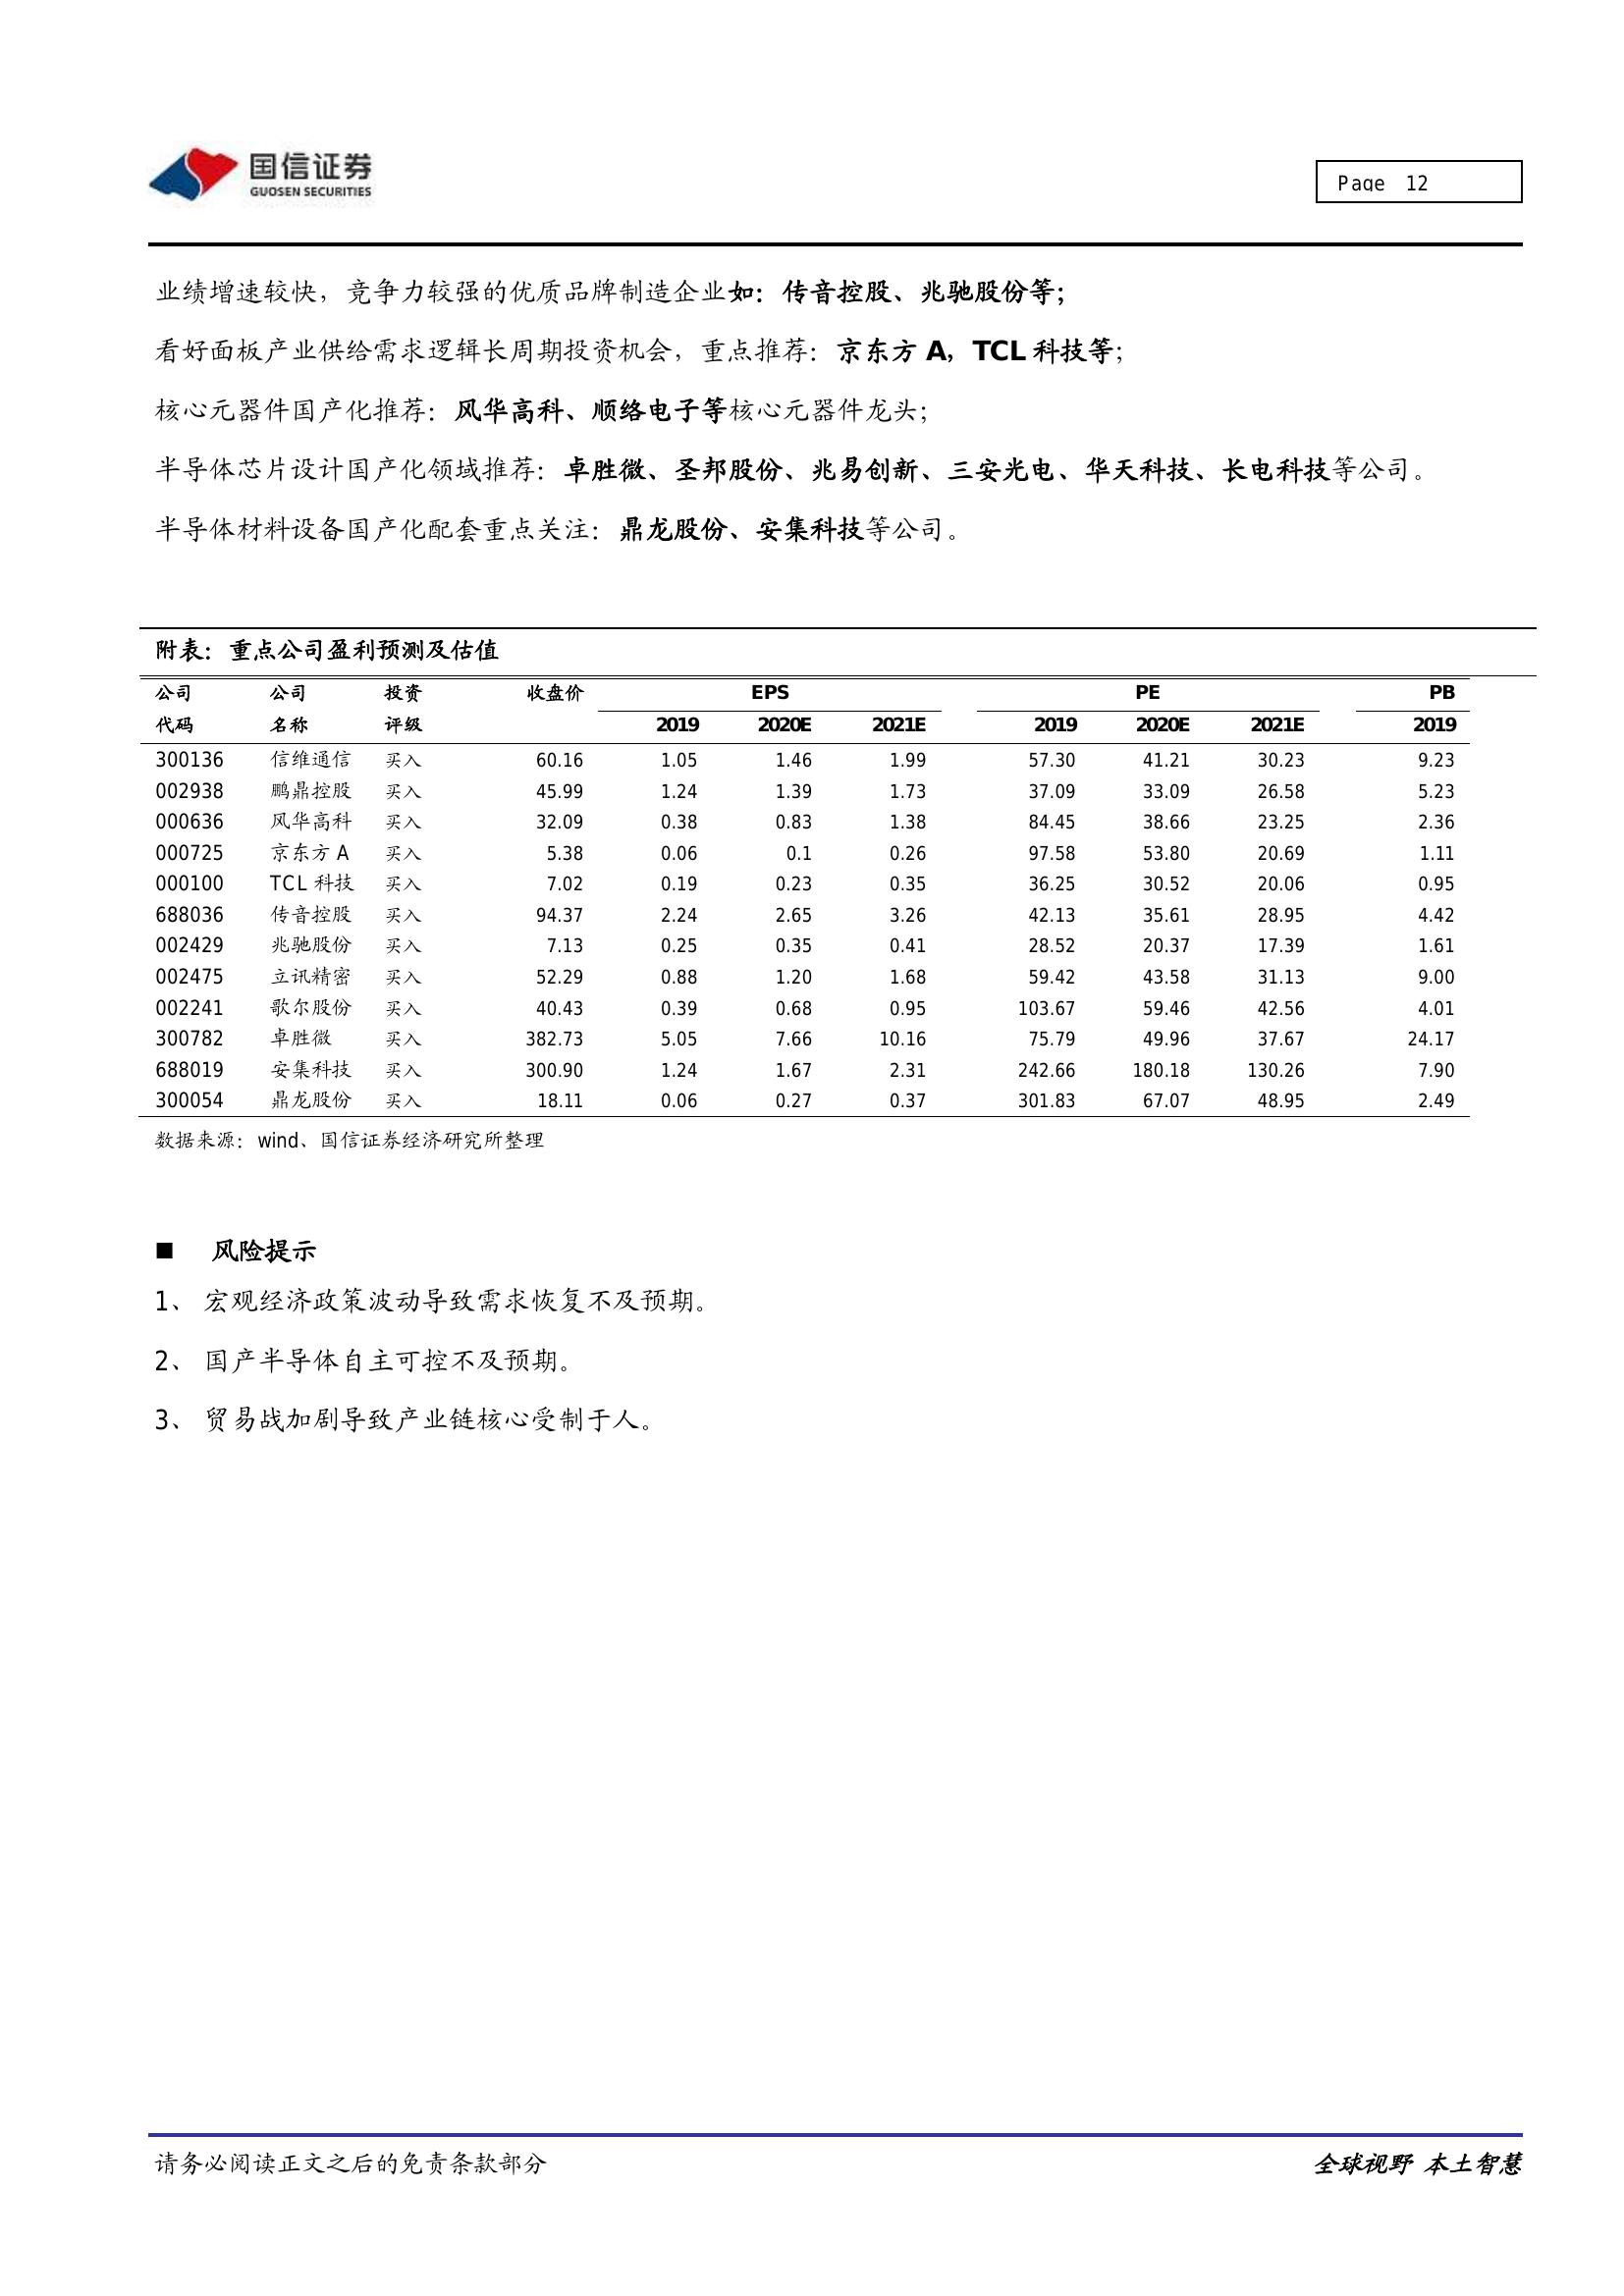 国信证券
GUOSEN SECURITIES
Page 12
业绩增速较快，竞争力较强的优质品牌制造企业如：传音控股、兆驰股份等；
看好面板产业供给需求逻辑长周期投资机会，重点推荐：京东方 A，TCL 科技等；
核心元器件国产化推荐：风华高科、顺络电子等核心元器件龙头；
半导体芯片设计国产化领域推荐：卓胜微、圣邦股份、兆易创新、三安光电、华天科技、长电科技等公司。
半导体材料设备国产化配套重点关注：鼎龙股份、安集科技等公司。
附表：重点公司盈利预测及估值
公司 公司 投资 收盘价 EPS PE PB
代码 名称 评级 2019 2020E 2021E 2019 2020E 2021E 2019
300136 信维通信 买入 60.16 1.05 1.46 1.99 57.30 41.21 30.23 9.23
002938 鹏鼎控股 买入 45.99 1.24 1.39 1.73 37.09 33.09 26.58 5.23
000636 风华高科 买入 32.09 0.38 0.83 1.38 84.45 38.66 23.25 2.36
000725 京东方 A 买入 5.38 0.06 0.1 0.26 97.58 53.80 20.69 1.11
000100 TCL 科技 买入 7.02 0.19 0.23 0.35 36.25 30.52 20.06 0.95
688036 传音控股 买入 94.37 2.24 2.65 3.26 42.13 35.61 28.95 4.42
002429 兆驰股份 买入 7.13 0.25 0.35 0.41 28.52 20.37 17.39 1.61
002475 立讯精密 买入 52.29 0.88 1.20 1.68 59.42 43.58 31.13 9.00
002241 歌尔股份 买入 40.43 0.39 0.68 0.95 103.67 59.46 42.56 4.01
300782 卓胜微 买入 382.73 5.05 7.66 10.16 75.79 49.96 37.67 24.17
688019 安集科技 买入 300.90 1.24 1.67 2.31 242.66 180.18 130.26 7.90
300054 鼎龙股份 买入 18.11 0.06 0.27 0.37 301.83 67.07 48.95 2.49
数据来源：wind、国信证券经济研究所整理
■ 风险提示
1、 宏观经济政策波动导致需求恢复不及预期。
2、 国产半导体自主可控不及预期。
3、 贸易战加剧导致产业链核心受制于人。
请务必阅读正文之后的免责条款部分 全球视野 本土智慧